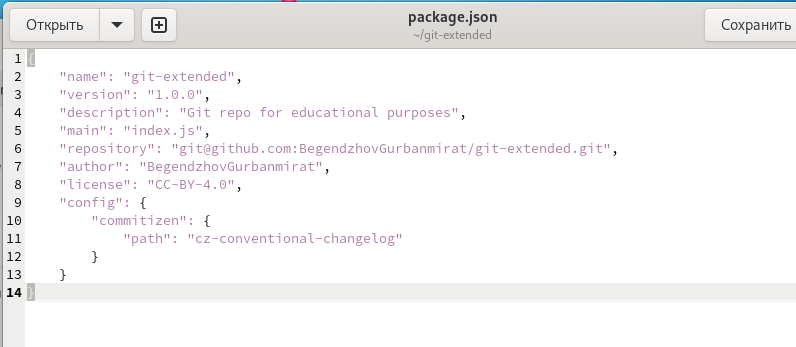 Открыть
package.json
~/git-extended
Сохранить
1 {
2     "name": "git-extended",
3     "version": "1.0.0",
4     "description": "Git repo for educational purposes",
5     "main": "index.js",
6     "repository": "git@github.com:BegendzhovGurbanmirat/git-extended.git",
7     "author": "BegendzhovGurbanmirat",
8     "license": "CC-BY-4.0",
9     "config": {
10         "commitizen": {
11             "path": "cz-conventional-changelog"
12         }
13     }
14 }